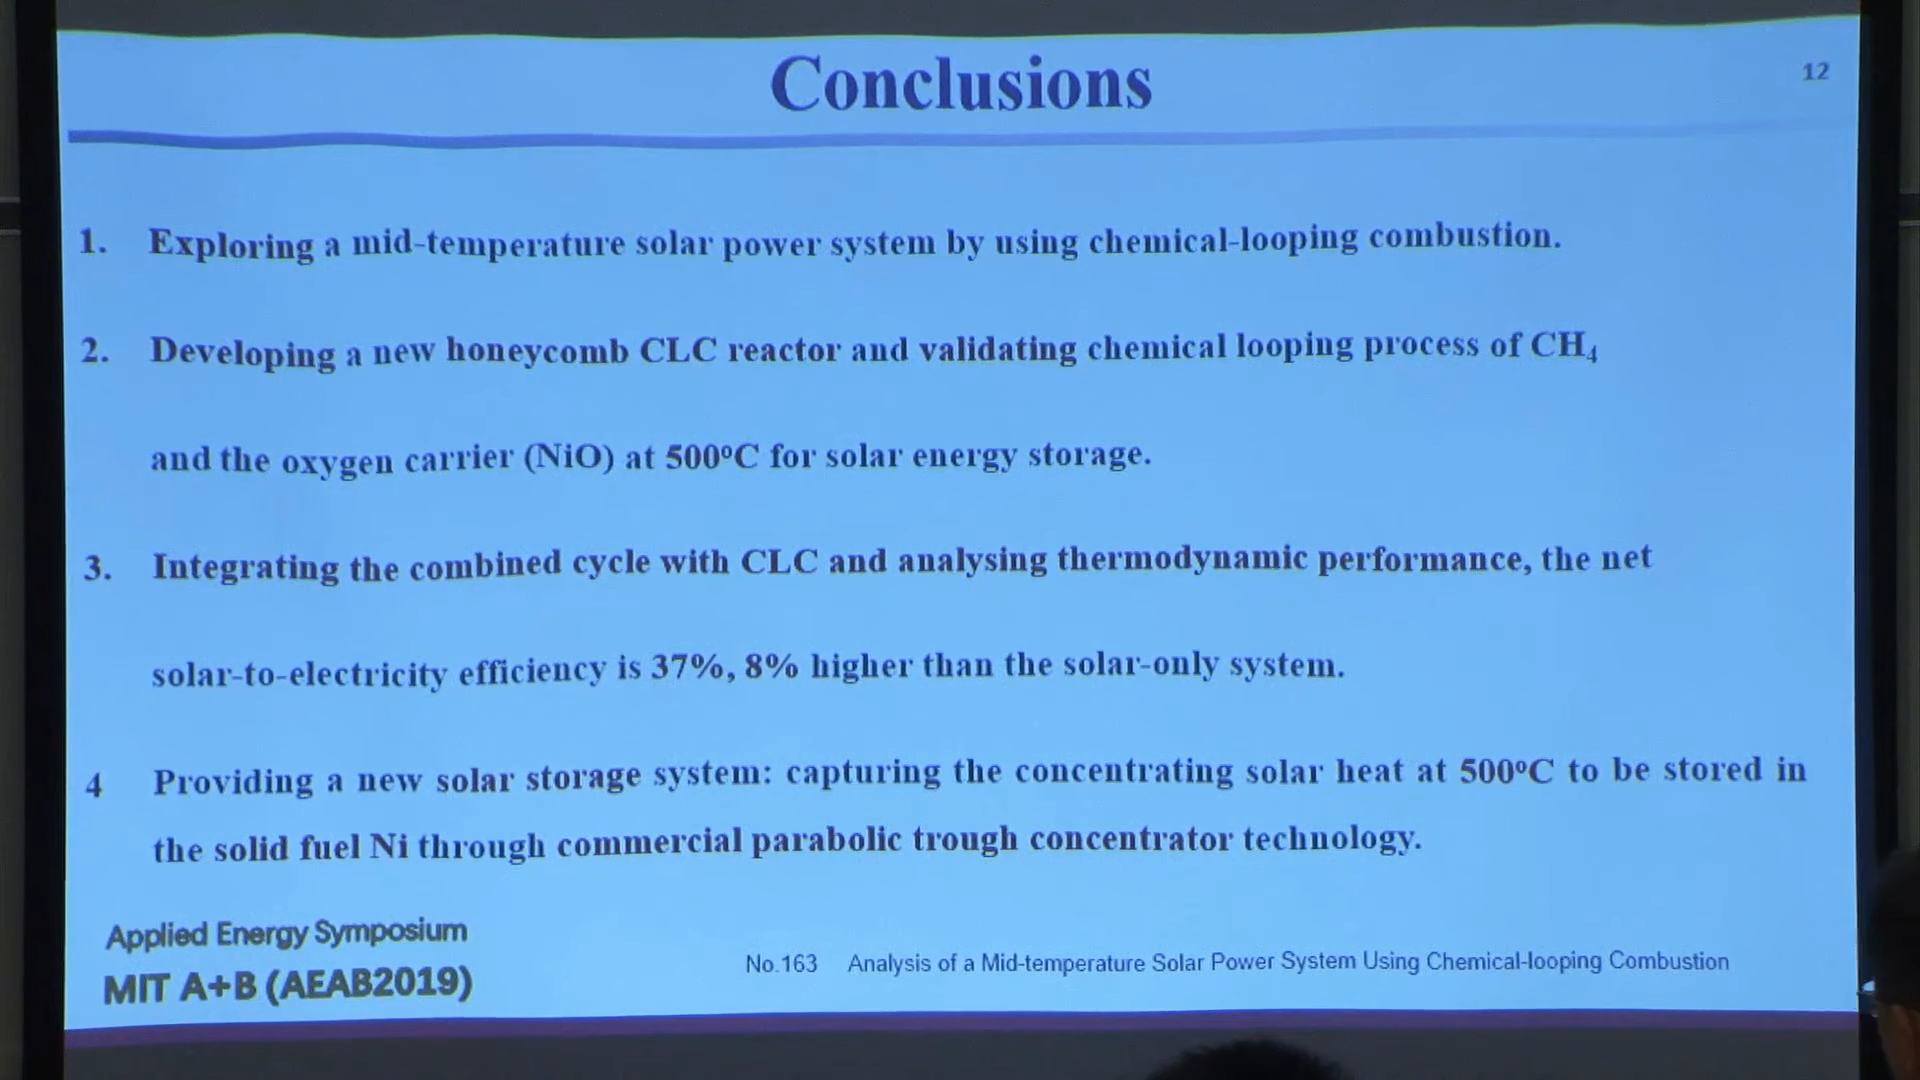 Conclusions
12
1. Exploring a mid-temperature solar power system by using chemical-looping combustion.
2. Developing a new honeycomb CLC reactor and validating chemical looping process of CH₄
and the oxygen carrier (NiO) at 500ºC for solar energy storage.
3. Integrating the combined cycle with CLC and analysing thermodynamic performance, the net
solar-to-electricity efficiency is 37%, 8% higher than the solar-only system.
4 Providing a new solar storage system: capturing the concentrating solar heat at 500ºC to be stored in
the solid fuel Ni through commercial parabolic trough concentrator technology.
Applied Energy Symposium
MIT A+B (AEAB2019)
No.163 Analysis of a Mid-temperature Solar Power System Using Chemical-looping Combustion